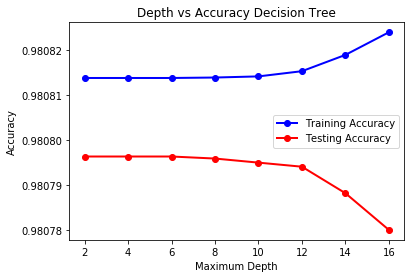 Depth vs Accuracy Decision Tree
0.98082
0.98081
0.98080
0.98079
0.98078
Accuracy
Training Accuracy
Testing Accuracy
2 4 6 8 10 12 14 16
Maximum Depth